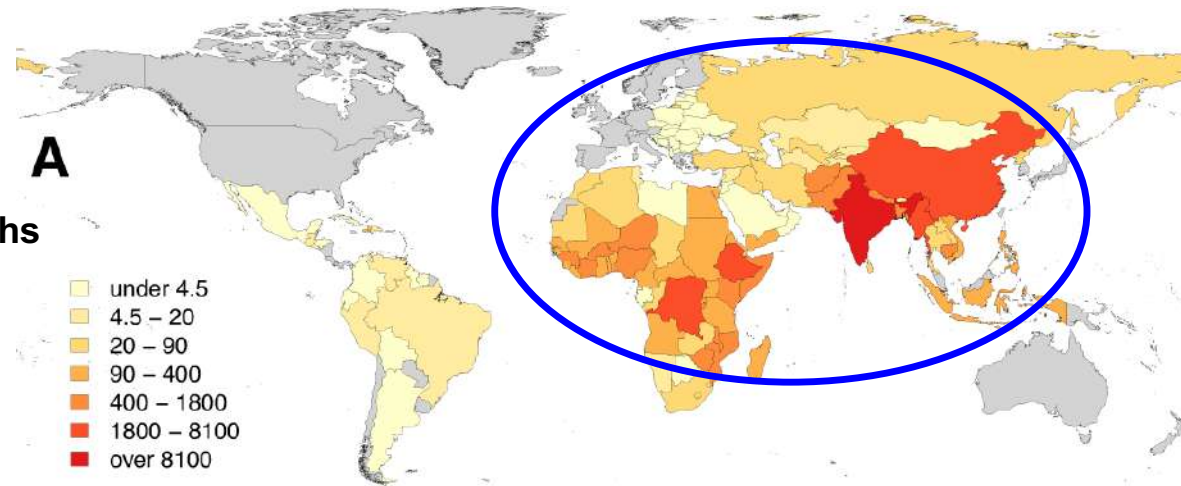 A
hs
under 4.5
4.5 – 20
20 – 90
90 – 400
400 – 1800
1800 – 8100
over 8100